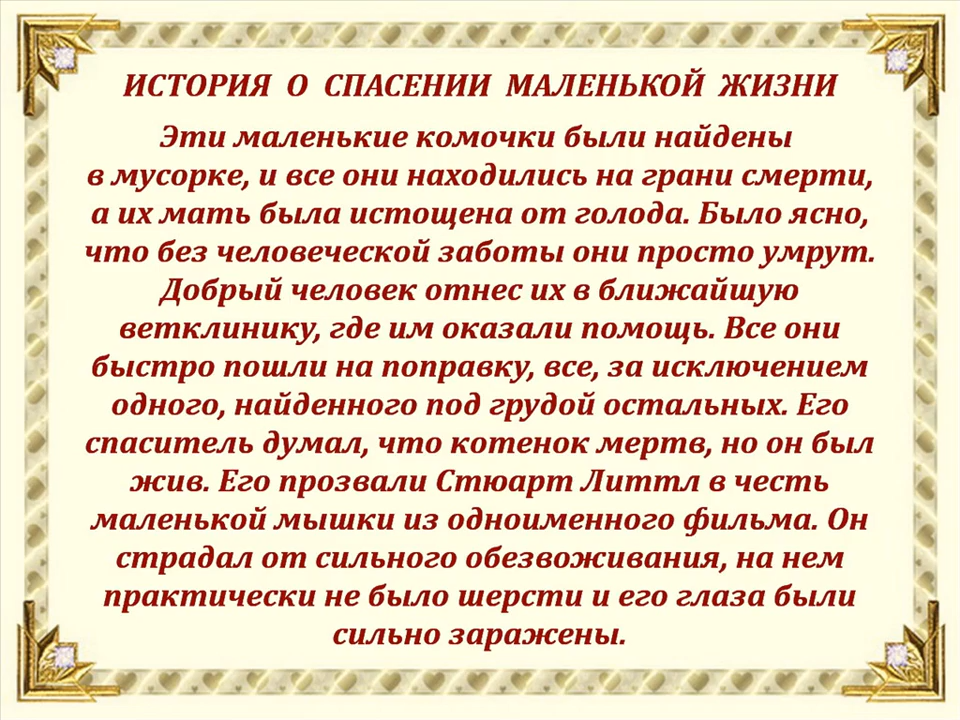 ИСТОРИЯ О СПАСЕНИИ МАЛЕНЬКОЙ ЖИЗНИ
Эти маленькие комочки были найдены
в мусорке, и все они находились на грани смерти,
а их мать была истощена от голода. Было ясно,
что без человеческой заботы они просто умрут.
Добрый человек отнес их в ближайшую
ветклинику, где им оказали помощь. Все они
быстро пошли на поправку, все, за исключением
одного, найденного под грудой остальных. Его
спаситель думал, что котенок мертв, но он был
жив. Его прозвали Стюарт Литтл в честь
маленькой мышки из одноименного фильма. Он
страдал от сильного обезвоживания, на нем
практически не было шерсти и его глаза были
сильно заражены.